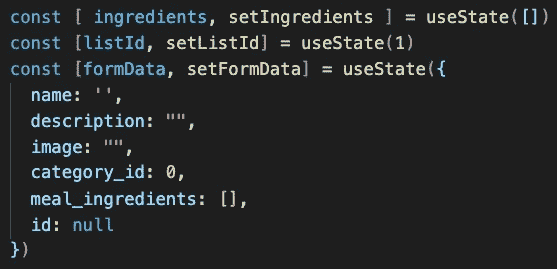 const [ ingredients, setIngredients ] = useState([])
const [listId, setListId] = useState(1)
const [formData, setFormData] = useState({
  name: '',
  description: "",
  image: "",
  category_id: 0,
  meal_ingredients: [],
  id: null
})